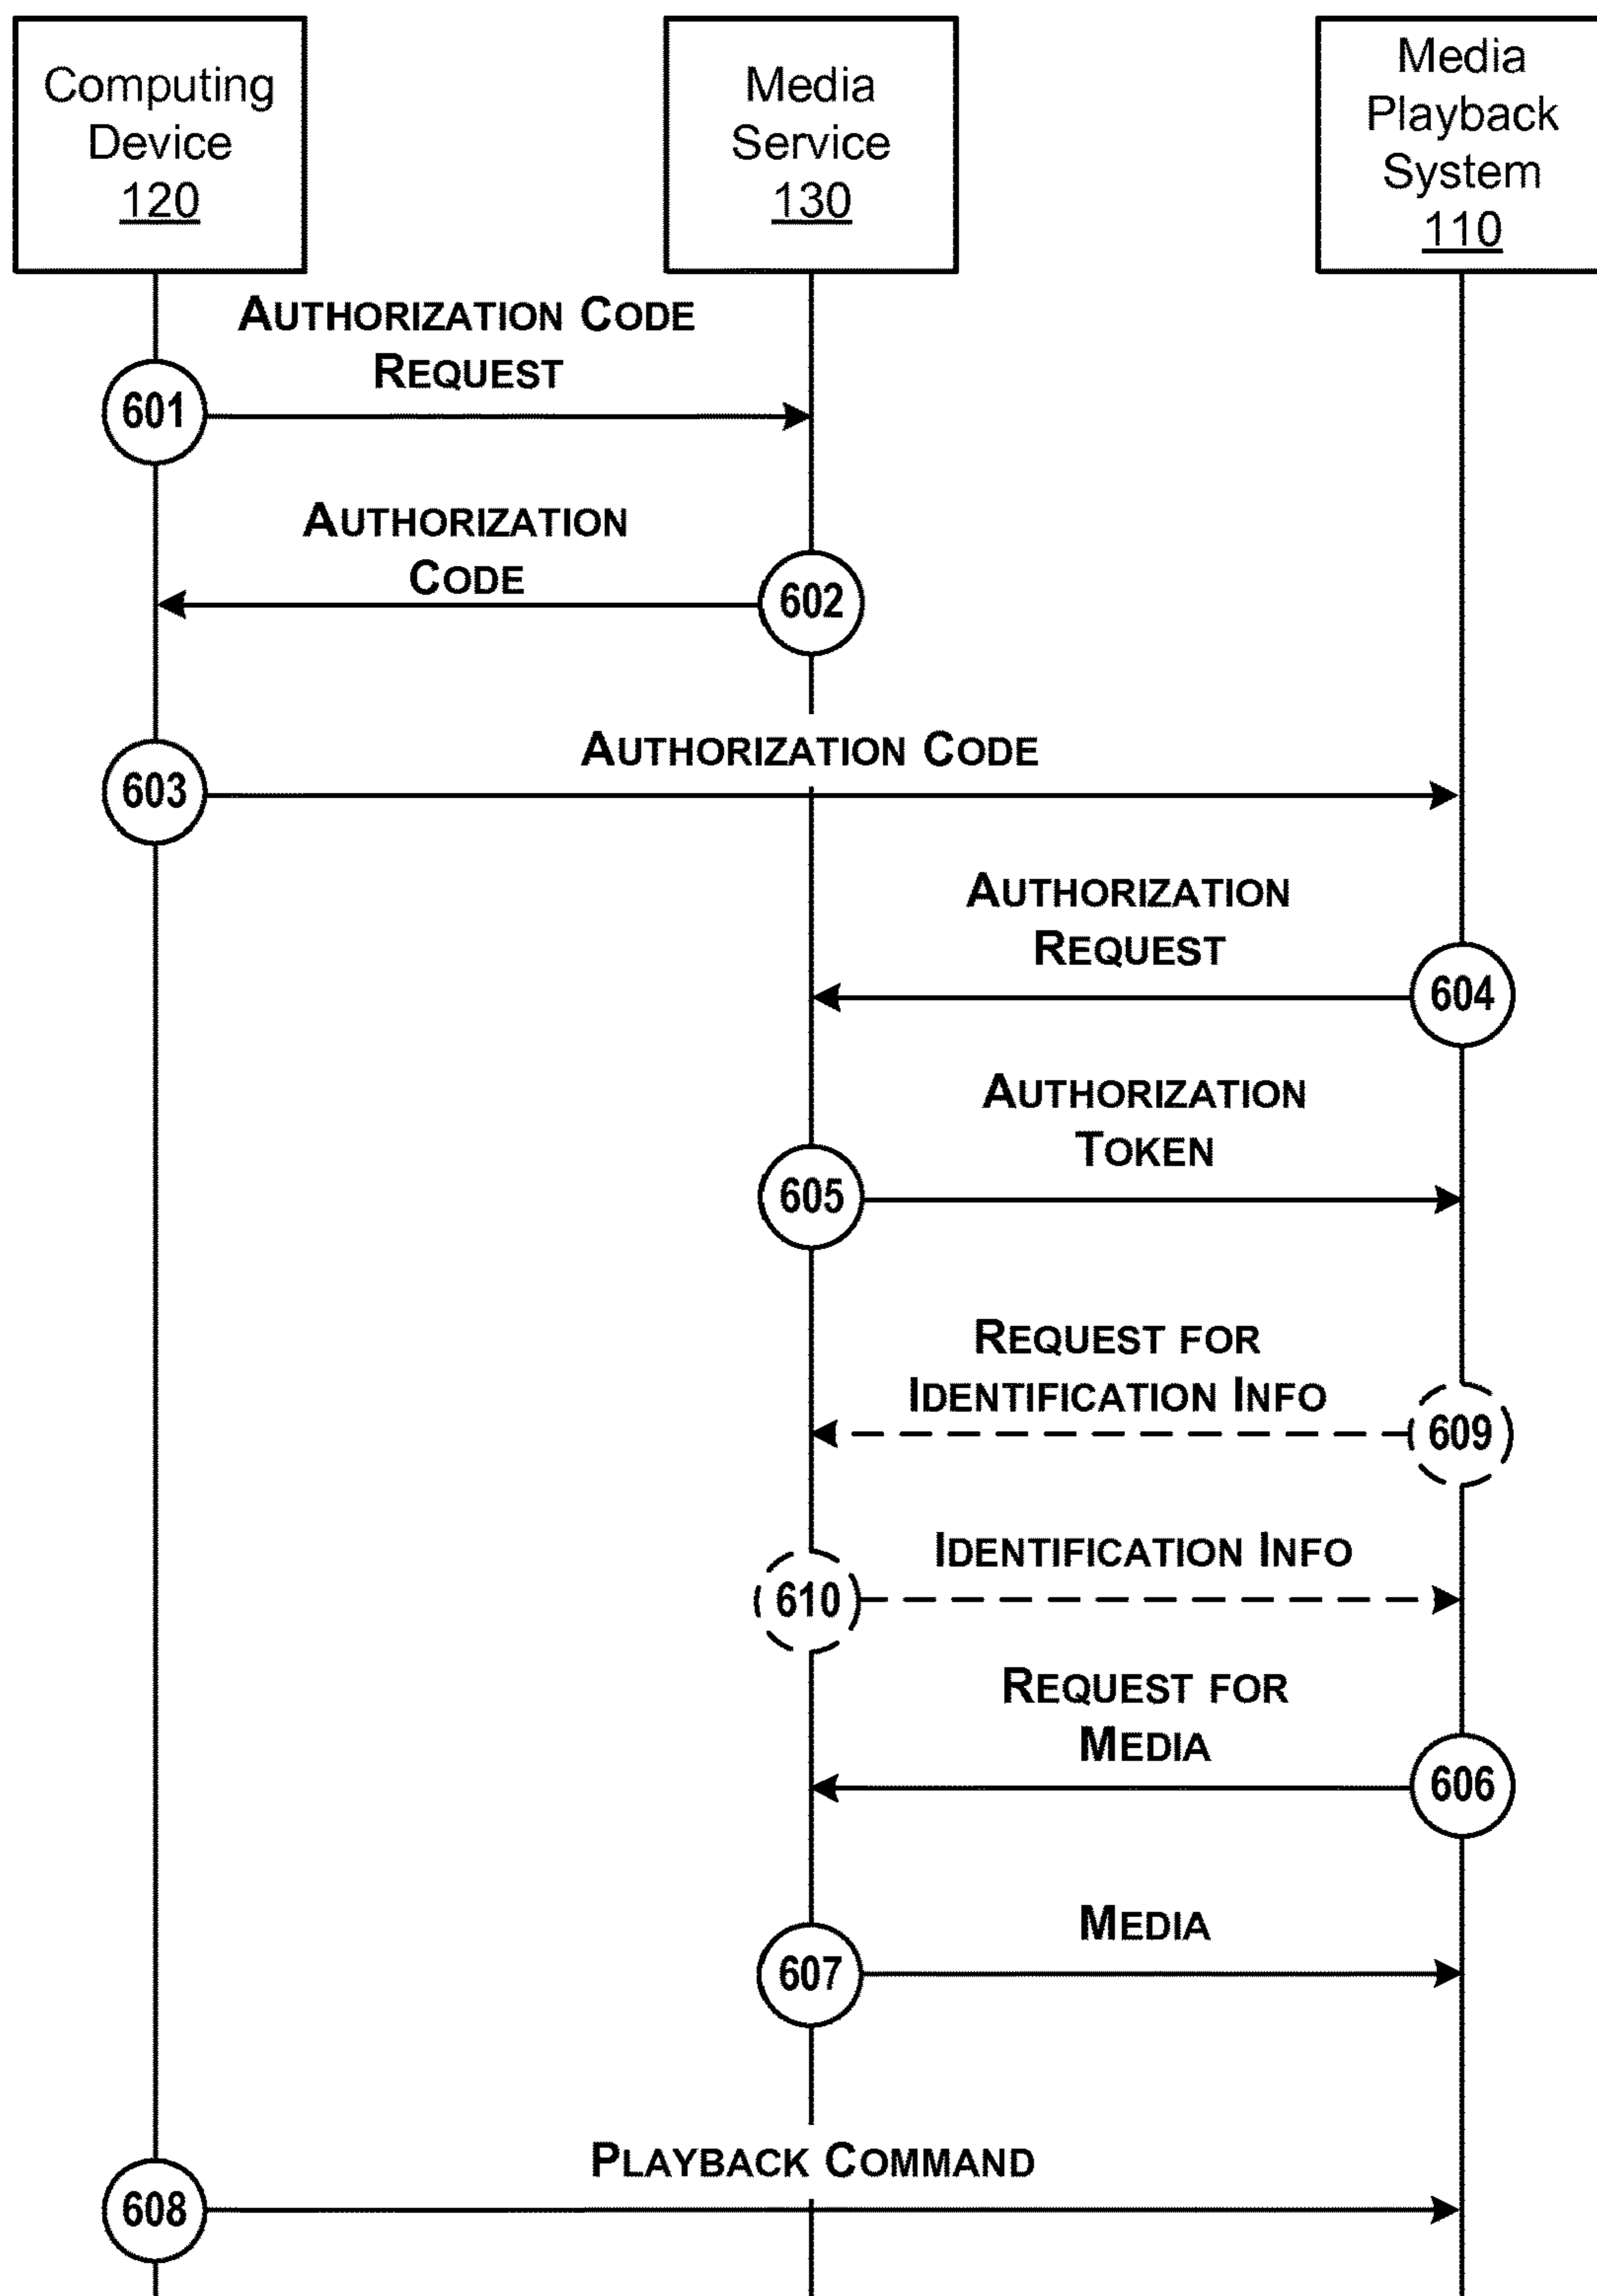 Computing
Device
120
Media
Service
130
Media
Playback
System
110
AUTHORIZATION CODE
REQUEST
601
AUTHORIZATION
CODE
602
AUTHORIZATION CODE
603
AUTHORIZATION
REQUEST
604
AUTHORIZATION
TOKEN
605
REQUEST FOR
IDENTIFICATION INFO
609
IDENTIFICATION INFO
610
REQUEST FOR
MEDIA
606
MEDIA
607
PLAYBACK COMMAND
608